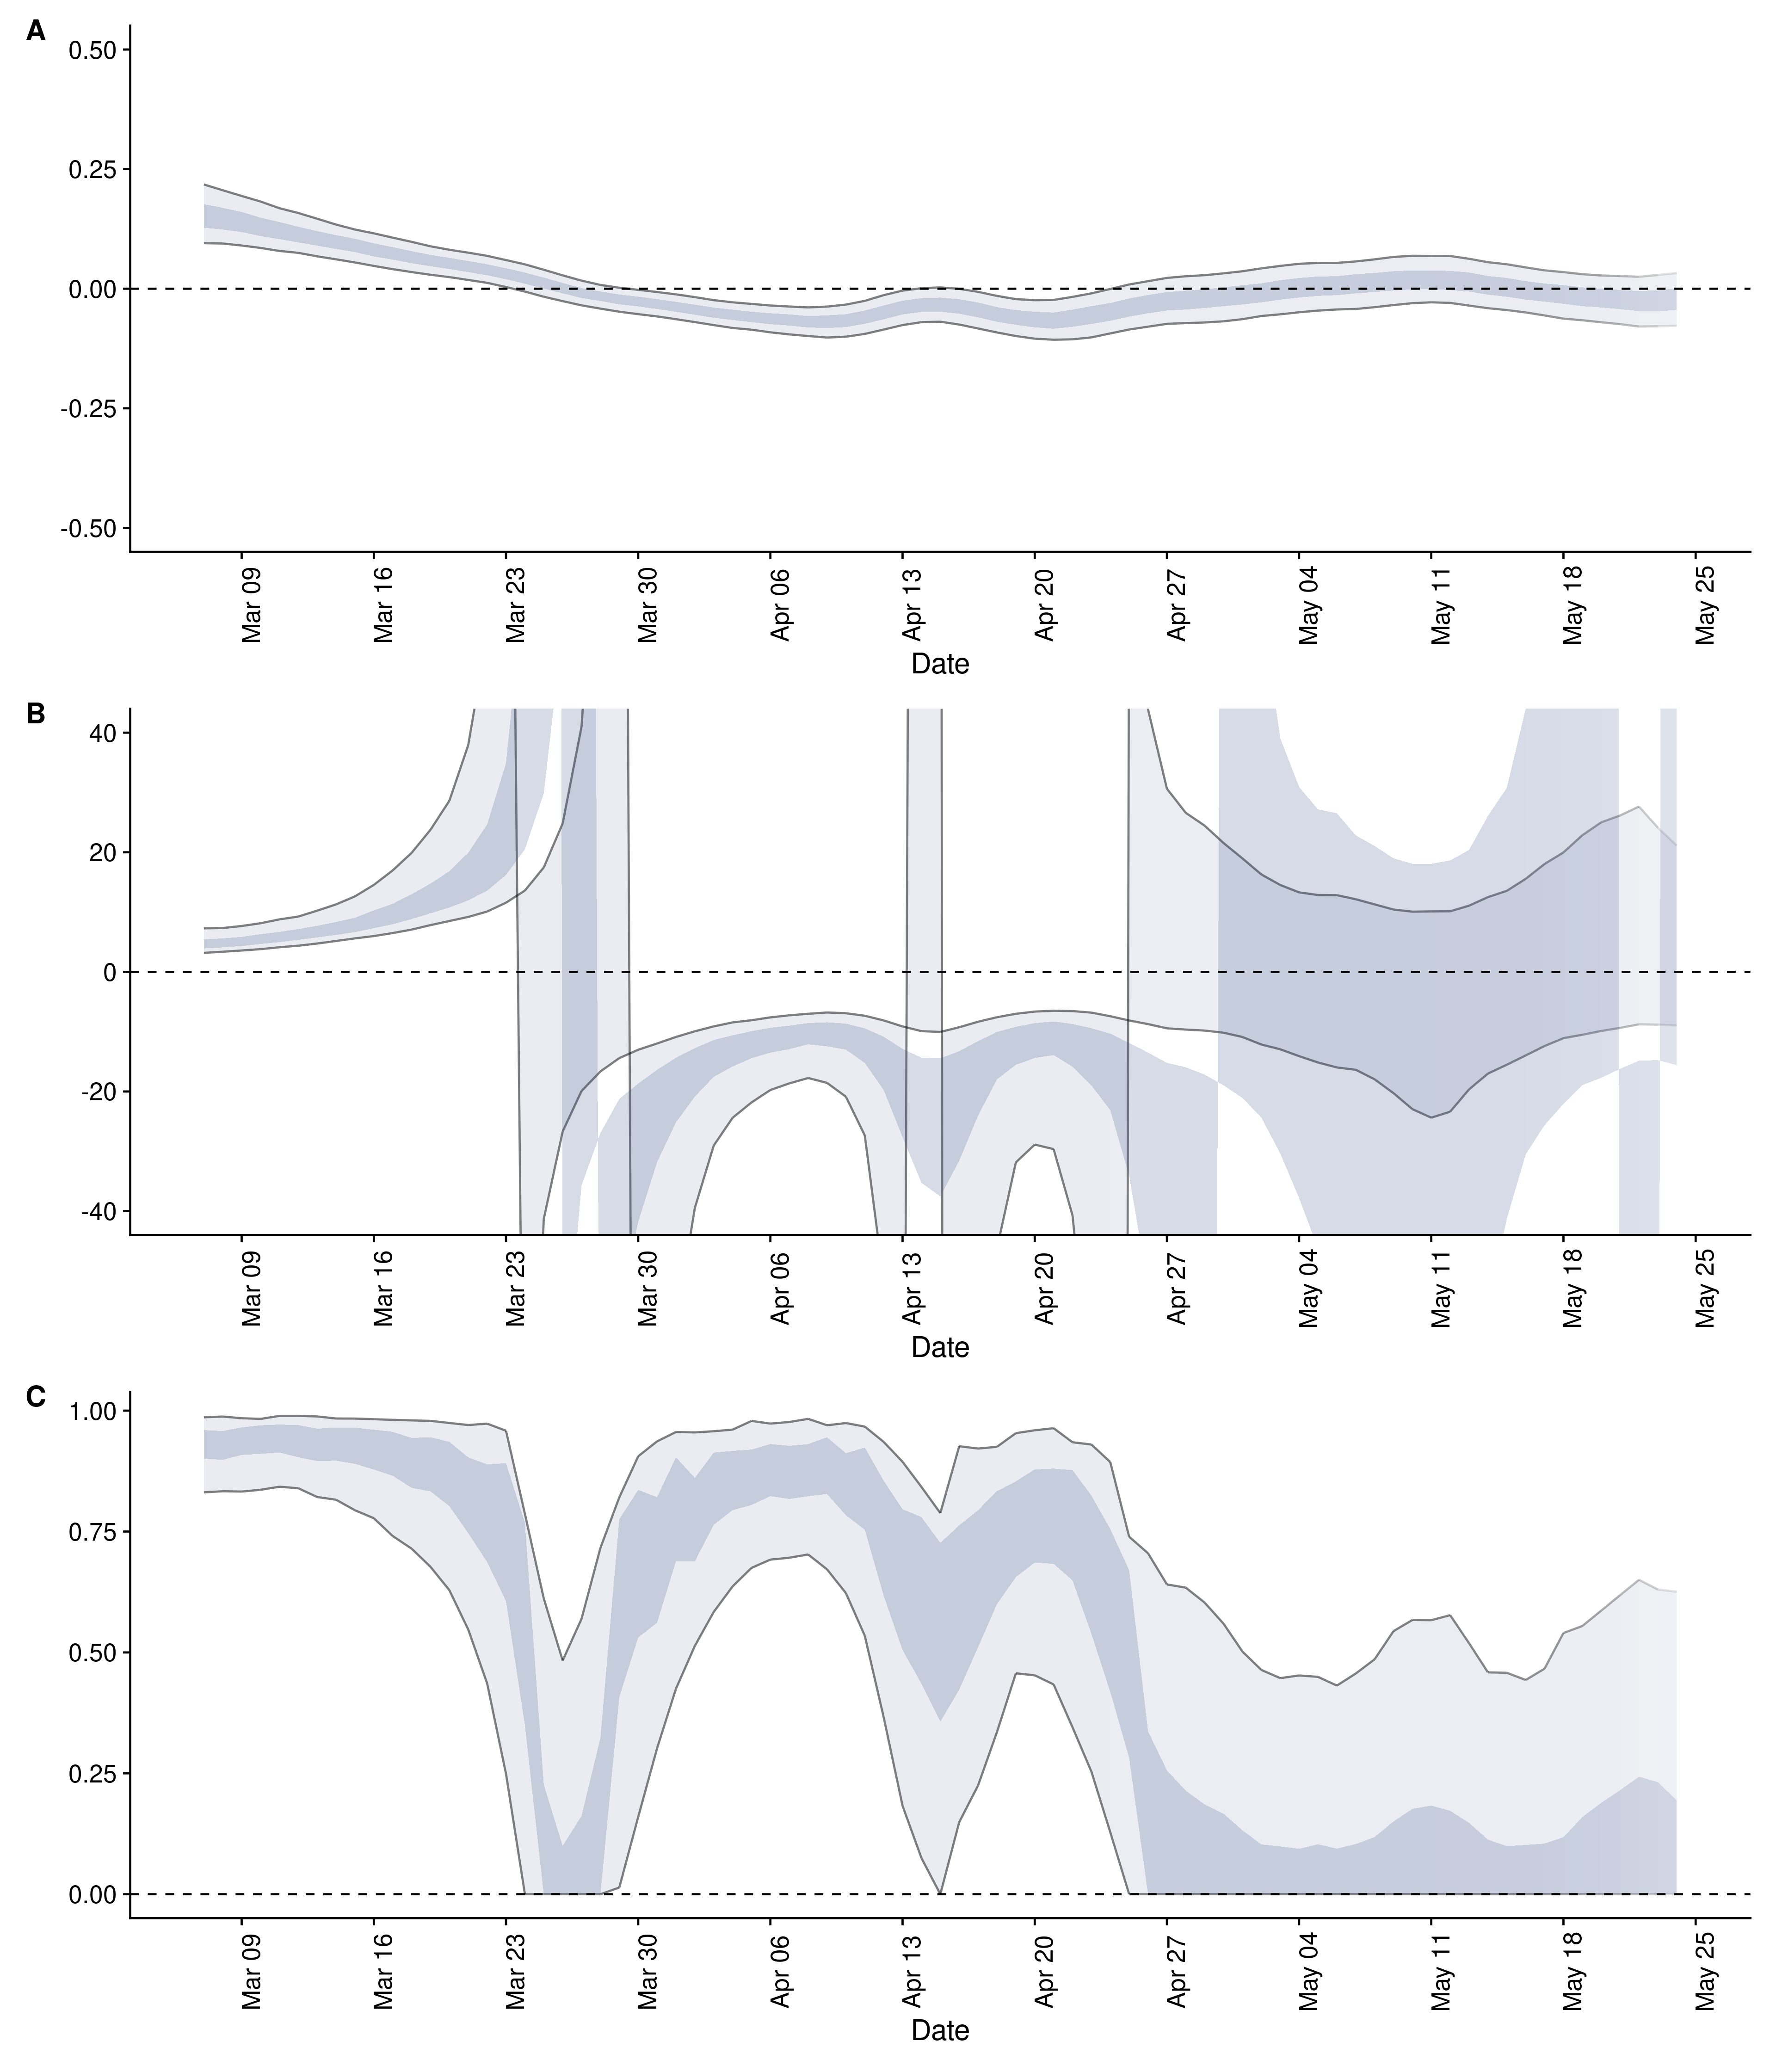 A
0.50
0.25
0.00
-0.25
-0.50
Mar 09
Mar 16
Mar 23
Mar 30
Apr 06
Apr 13
Apr 20
Apr 27
May 04
May 11
May 18
May 25
Date
B
40
20
0
-20
-40
Mar 09
Mar 16
Mar 23
Mar 30
Apr 06
Apr 13
Apr 20
Apr 27
May 04
May 11
May 18
May 25
Date
C
1.00
0.75
0.50
0.25
0.00
Mar 09
Mar 16
Mar 23
Mar 30
Apr 06
Apr 13
Apr 20
Apr 27
May 04
May 11
May 18
May 25
Date